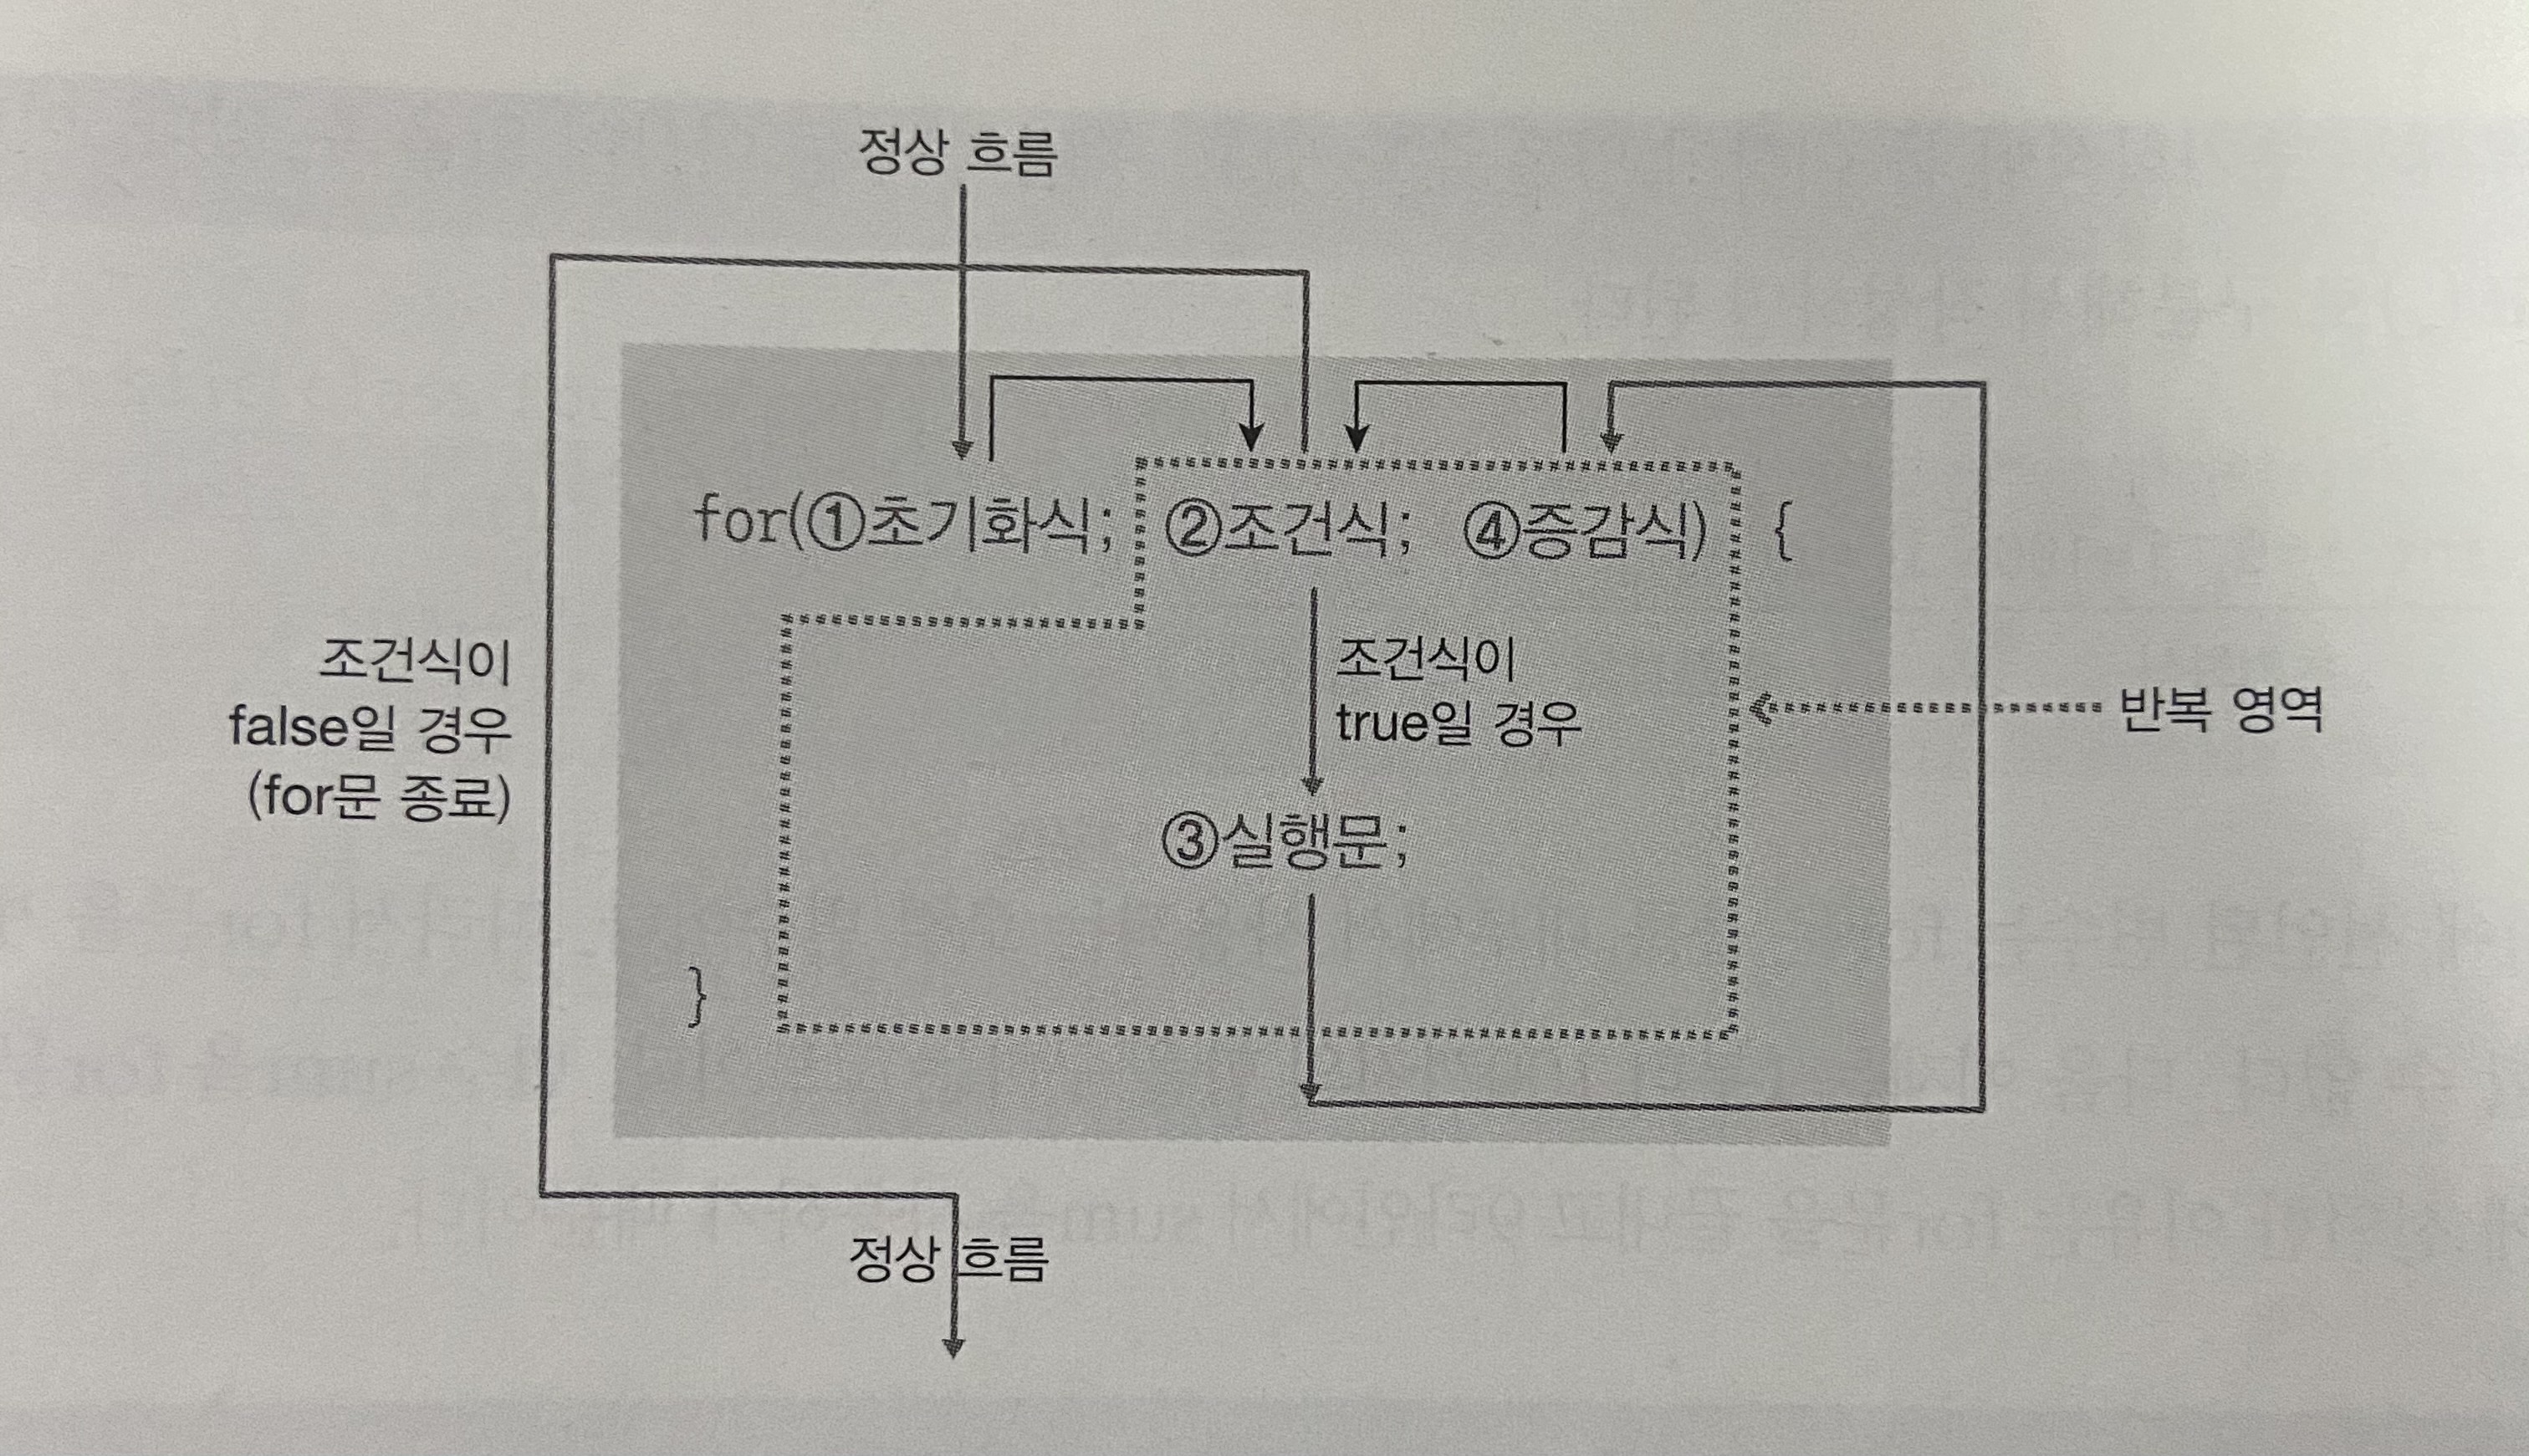 정상 흐름
for(①초기화식; ②조건식; ④증감식) {
조건식이
false일 경우
(for문 종료)
조건식이
true일 경우
반복 영역
③실행문;
}
정상 흐름